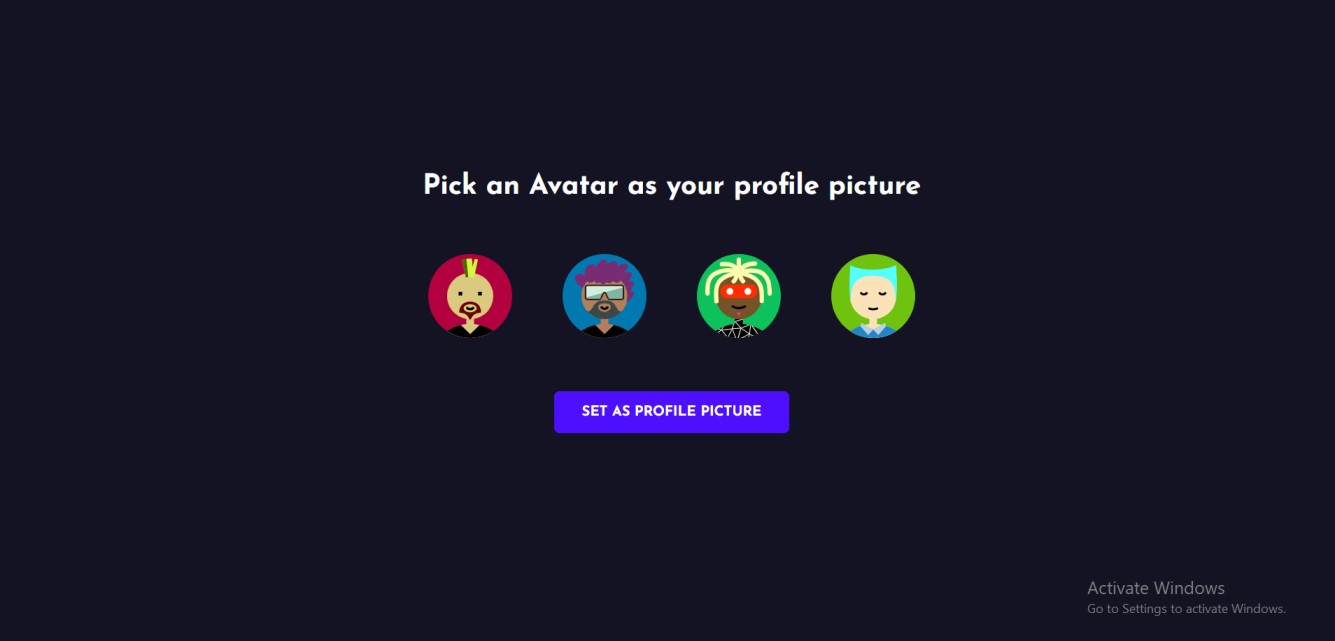 Pick an Avatar as your profile picture
SET AS PROFILE PICTURE
Activate Windows
Go to Settings to activate Windows.